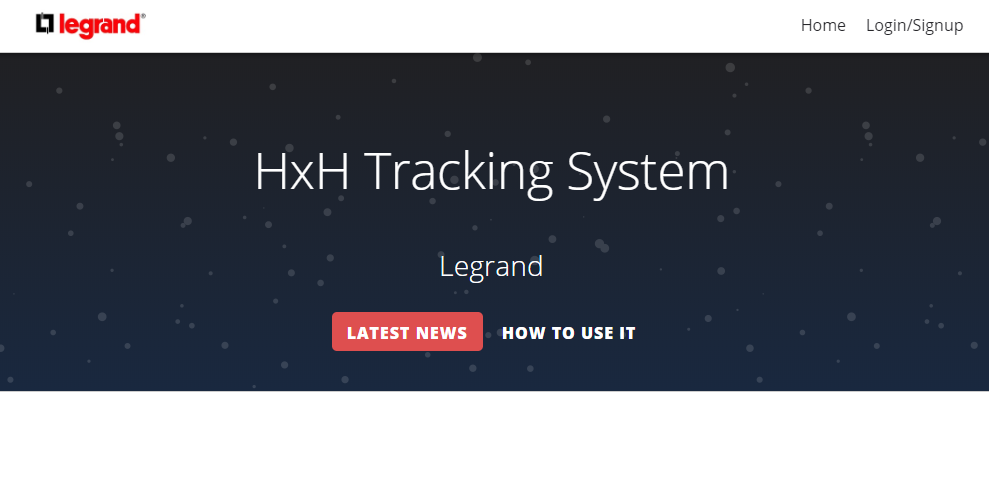 legrand®
Home Login/Signup
HxH Tracking System
Legrand
LATEST NEWS HOW TO USE IT